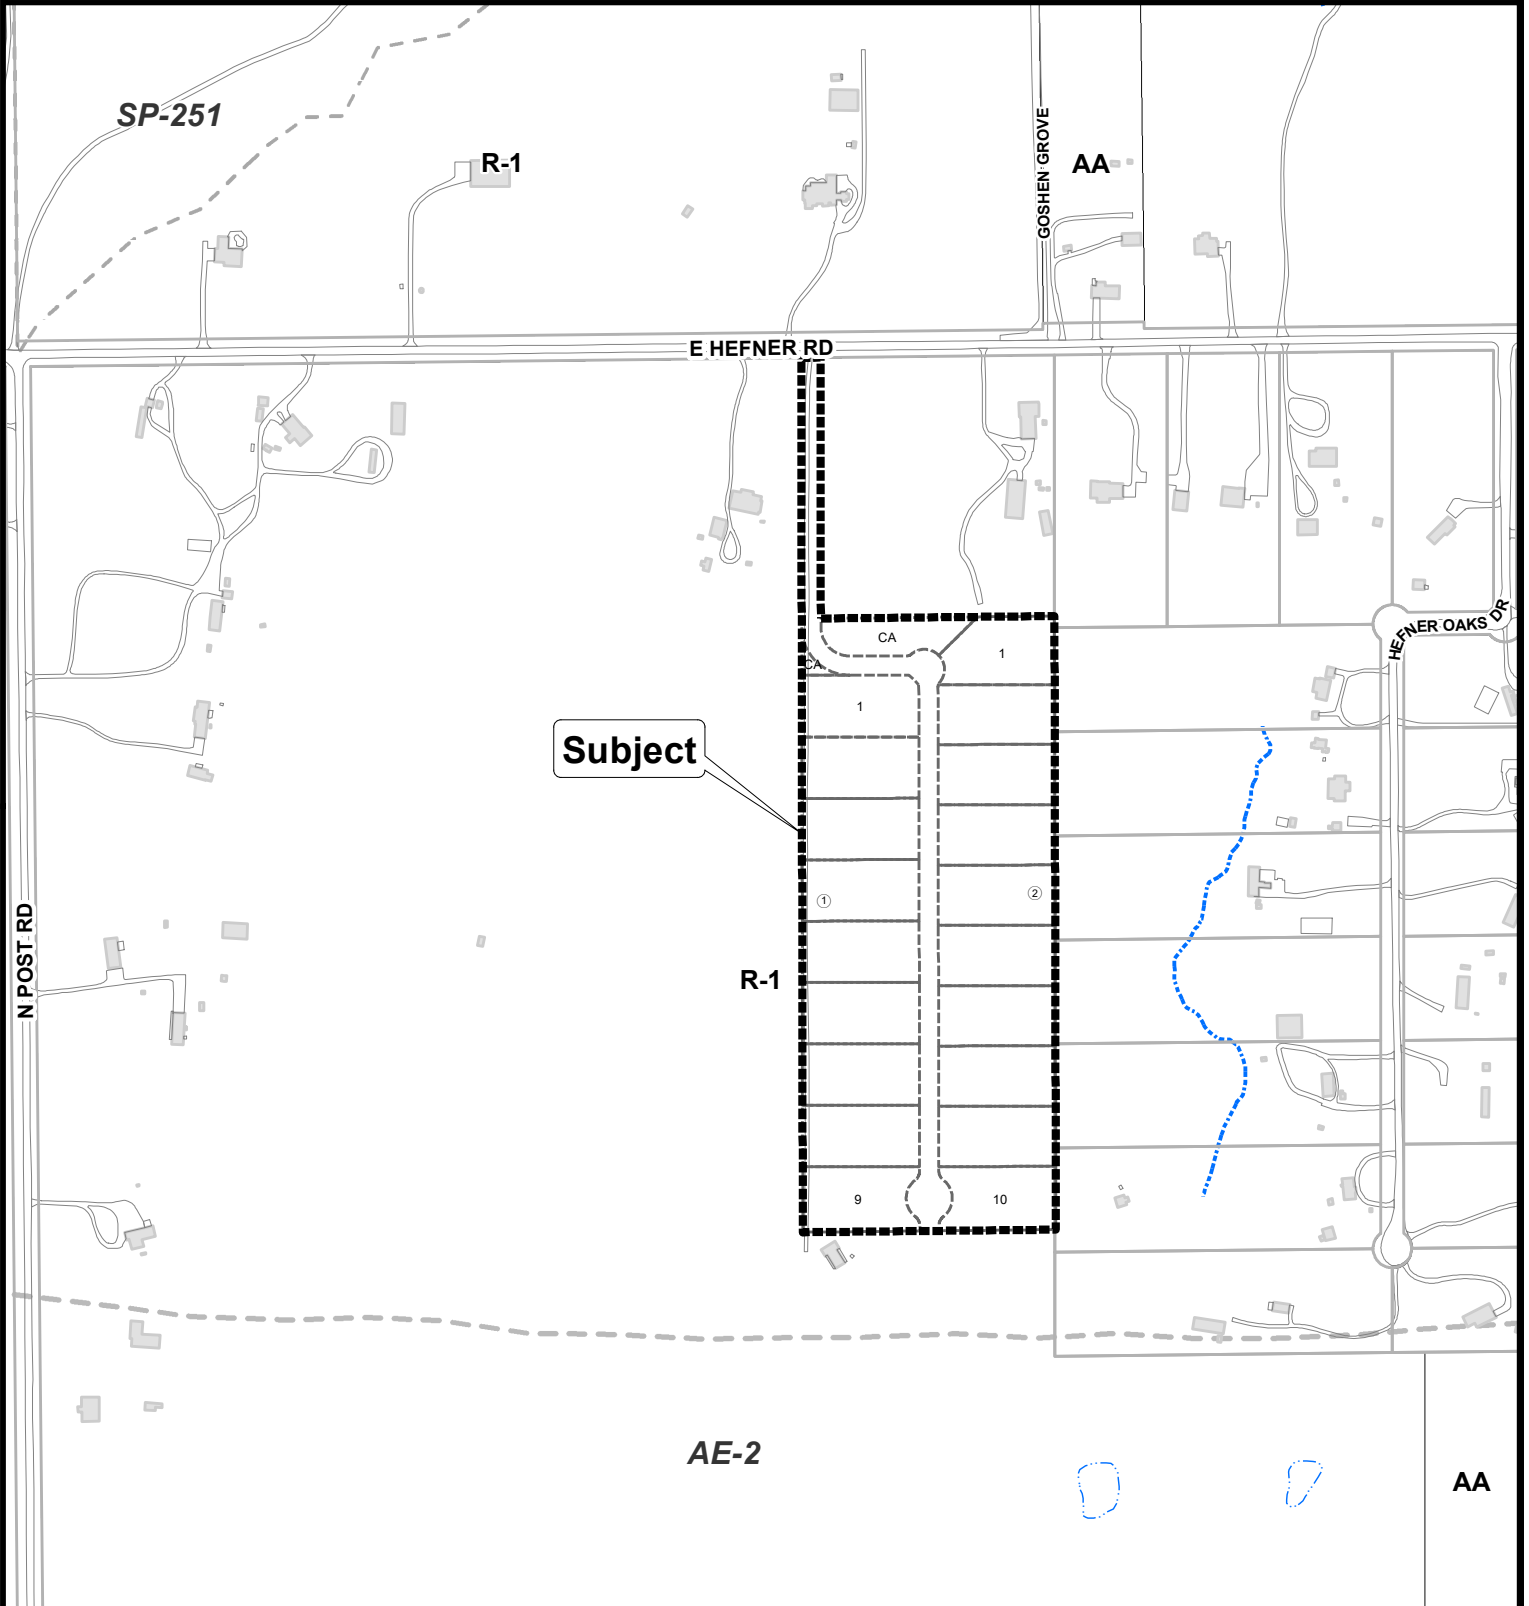 SP-251
R-1
GOSHEN GROVE
AA
E HEFNER RD
HEFNER OAKS DR
CA
1
CA
1
Subject
1
2
N POST RD
R-1
9
10
AE-2
AA